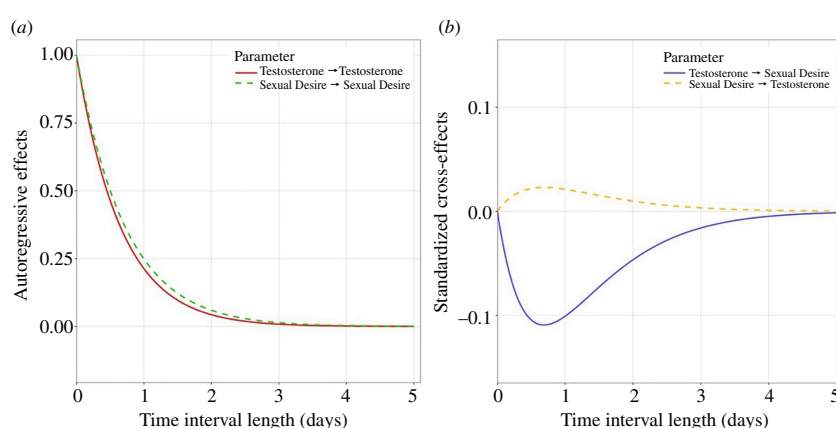 (a)
Parameter
Testosterone →Testosterone
Sexual Desire → Sexual Desire
1.00
0.75
0.50
0.25
0.00
Autoregressive effects
0 1 2 3 4 5
Time interval length (days)
(b)
Parameter
Testosterone → Sexual Desire
Sexual Desire → Testosterone
0.1
0.0
−0.1
Standardized cross-effects
0 1 2 3 4 5
Time interval length (days)